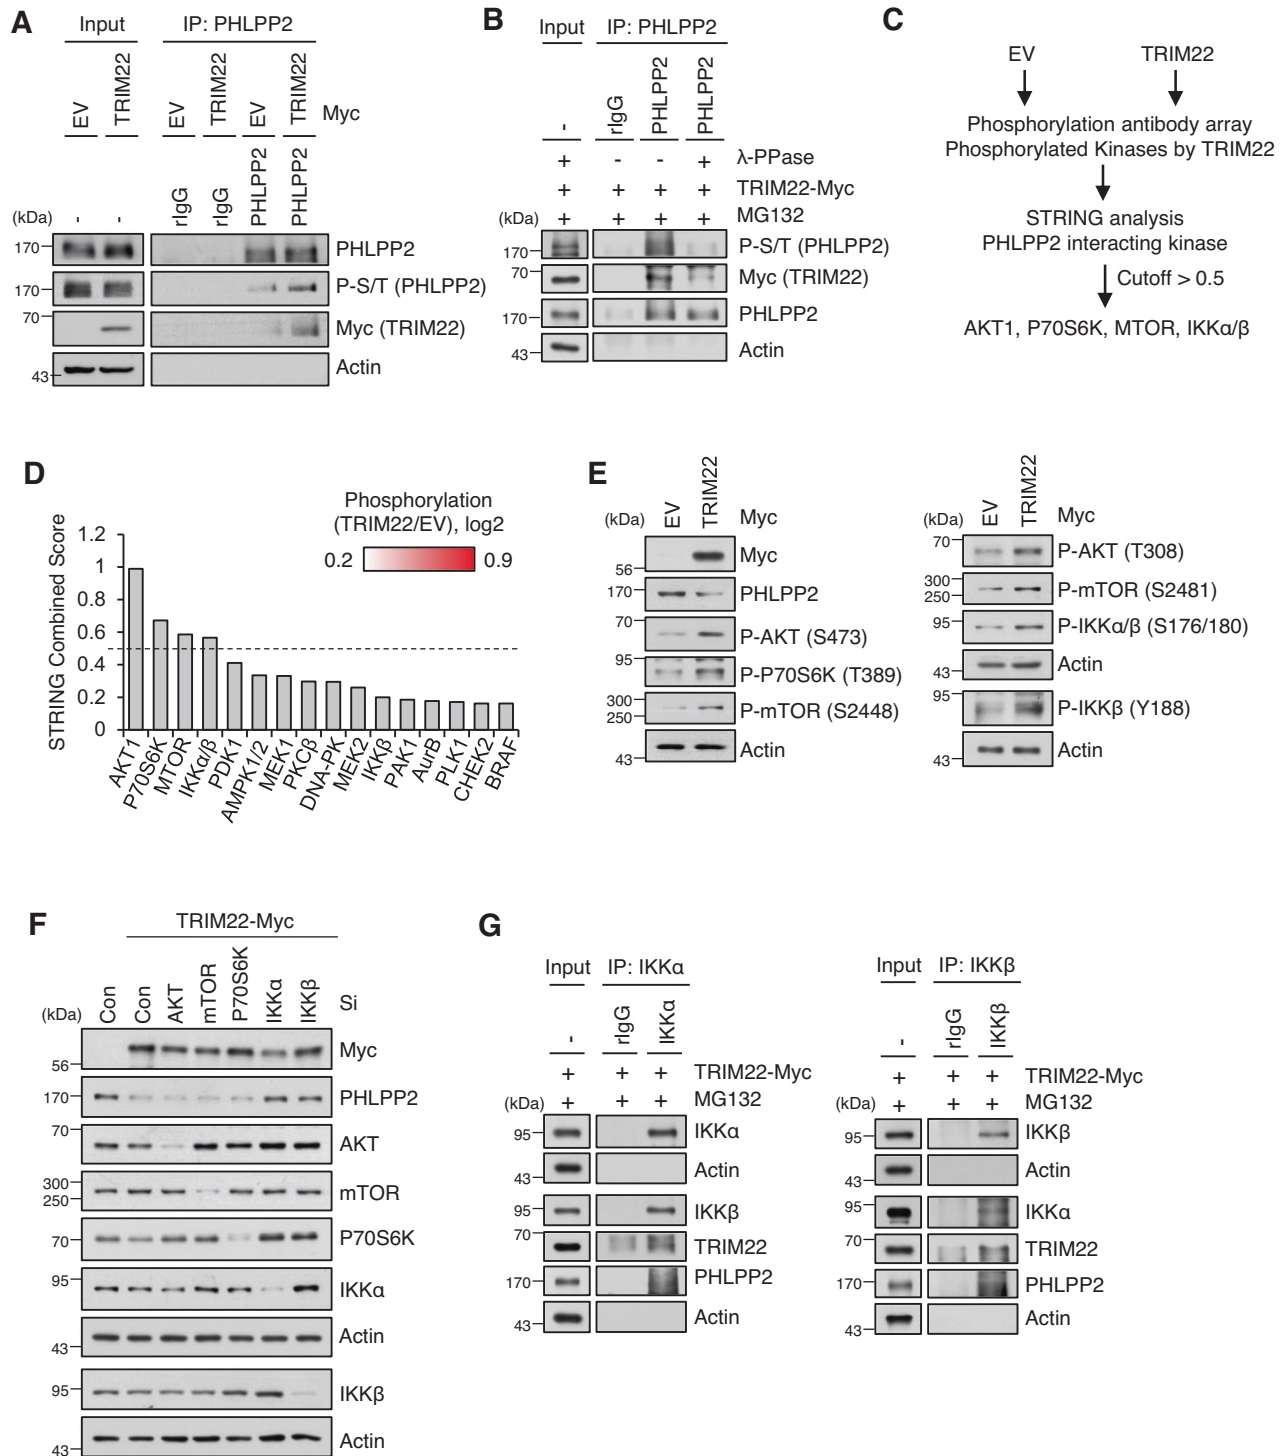 A
Input
IP: PHLPP2
EV
TRIM22
EV
TRIM22
EV
TRIM22
Myc
-
-
rIgG
rIgG
PHLPP2
PHLPP2
(kDa)
170
PHLPP2
170
P-S/T (PHLPP2)
70
Myc (TRIM22)
43
Actin
B
Input
IP: PHLPP2
-
rIgG
PHLPP2
PHLPP2
+ - - + λ-PPase
+ + + + TRIM22-Myc
(kDa) + + + + MG132
170
P-S/T (PHLPP2)
70
Myc (TRIM22)
170
PHLPP2
43
Actin
C
EV
TRIM22
Phosphorylation antibody array
Phosphorylated Kinases by TRIM22
STRING analysis
PHLPP2 interacting kinase
Cutoff > 0.5
AKT1, P70S6K, MTOR, IKKα/β
D
Phosphorylation
(TRIM22/EV), log2
0.2
0.9
STRING Combined Score
1.2
1
0.8
0.6
0.4
0.2
0
AKT1
P70S6K
MTOR
IKKα/β
PDK1
AMPK1/2
MEK1
PKCβ
DNA-PK
MEK2
IKKβ
PAK1
AurB
PLK1
CHEK2
BRAF
E
(kDa)
EV
TRIM22
Myc
56
Myc
170
PHLPP2
70
P-AKT (S473)
95
P-P70S6K (T389)
300
250
P-mTOR (S2448)
43
Actin
(kDa)
EV
TRIM22
Myc
70
P-AKT (T308)
300
250
P-mTOR (S2481)
95
P-IKKα/β (S176/180)
43
Actin
95
P-IKKβ (Y188)
43
Actin
F
TRIM22-Myc
(kDa)
Con
Con
AKT
mTOR
P70S6K
IKKα
IKKβ
Si
56
Myc
170
PHLPP2
70
AKT
300
250
mTOR
70
P70S6K
95
IKKα
43
Actin
95
IKKβ
43
Actin
G
Input
IP: IKKα
-
rIgG
IKKα
+ + + TRIM22-Myc
(kDa) + + + MG132
95
IKKα
43
Actin
95
IKKβ
70
TRIM22
170
PHLPP2
43
Actin
Input
IP: IKKβ
-
rIgG
IKKβ
+ + + TRIM22-Myc
(kDa) + + + MG132
95
IKKβ
43
Actin
95
IKKα
70
TRIM22
170
PHLPP2
43
Actin